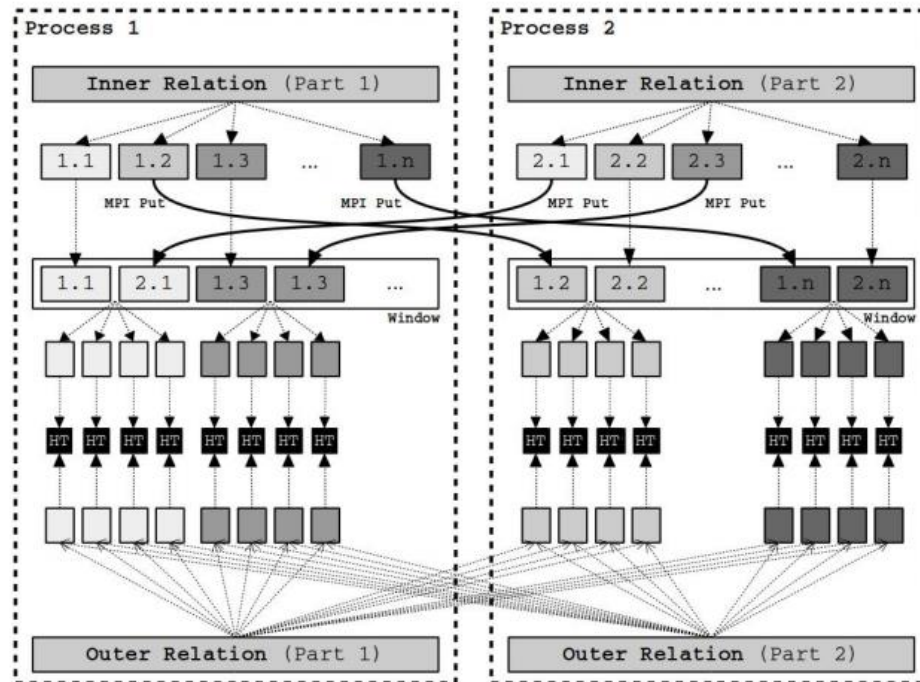 Process 1
Process 2
Inner Relation (Part 1)
Inner Relation (Part 2)
1.1 1.2 1.3 ... 1.n
2.1 2.2 2.3 ... 2.n
MPI Put MPI Put MPI Put MPI Put
1.1 2.1 1.3 1.3 ...
1.2 2.2 ... 1.n 2.n
Window
Window
HT HT HT HT HT HT HT HT
HT HT HT HT HT HT HT HT
Outer Relation (Part 1)
Outer Relation (Part 2)